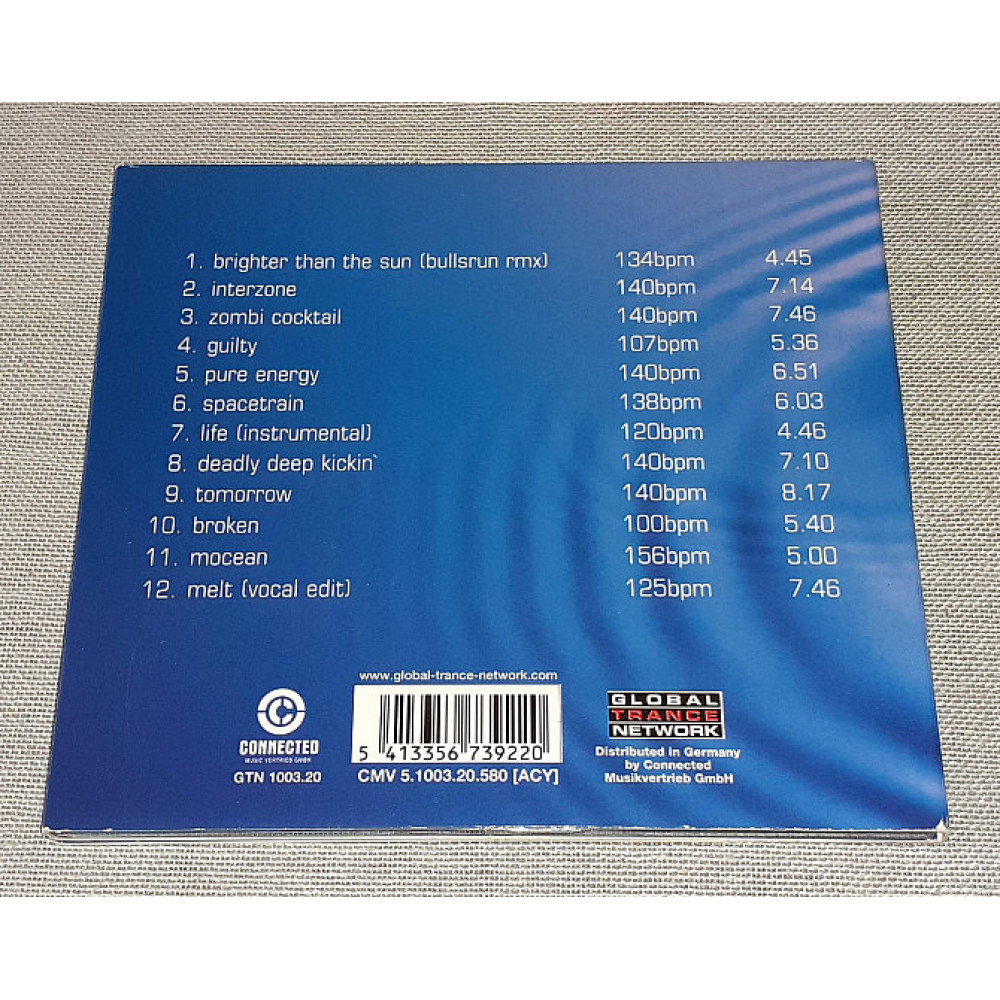 1. brighter than the sun (bullsrun rmx) 134bpm 4.45
2. interzone 140bpm 7.14
3. zombi cocktail 140bpm 7.46
4. guilty 107bpm 5.36
5. pure energy 140bpm 6.51
6. spacetrain 138bpm 6.03
7. life (instrumental) 120bpm 4.46
8. deadly deep kickin` 140bpm 7.10
9. tomorrow 140bpm 8.17
10. broken 100bpm 5.40
11. mocean 156bpm 5.00
12. melt (vocal edit) 125bpm 7.46
www.global-trance-network.com
C
CONNECTED
MUSIC VERTRIEB GMBH
GTN 1003.20
5 413356 739220
CMV 5.1003.20.580 [ACY]
GLOBAL
TRANCE
NETWORK
Distributed in Germany
by Connected
Musikvertrieb GmbH